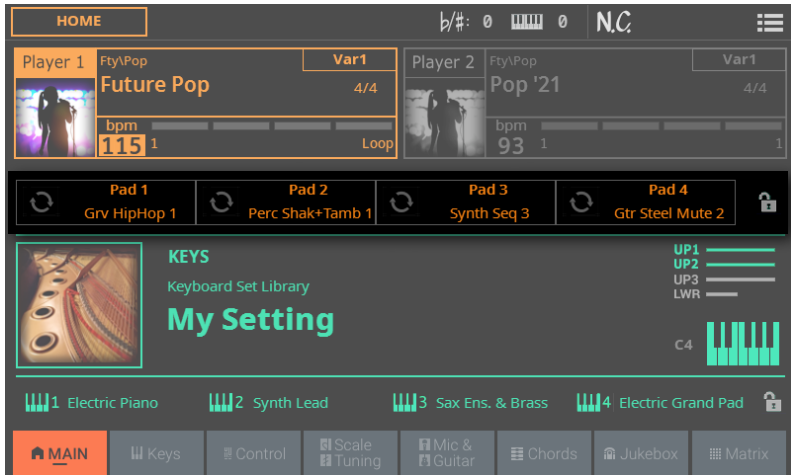 HOME
♭/♯: 0 0 N.C.
Player 1 Fty\Pop Var1
Future Pop
4/4
bpm
115 1 Loop
Player 2 Fty\Pop Var1
Pop '21
4/4
bpm
93 1 1
Pad 1
Grv HipHop 1
Pad 2
Perc Shak+Tamb 1
Pad 3
Synth Seq 3
Pad 4
Gtr Steel Mute 2
KEYS
Keyboard Set Library
My Setting
UP1
UP2
UP3
LWR
C4
1 Electric Piano
2 Synth Lead
3 Sax Ens. & Brass
4 Electric Grand Pad
MAIN
Keys
Control
Scale
Tuning
Mic &
Guitar
Chords
Jukebox
Matrix